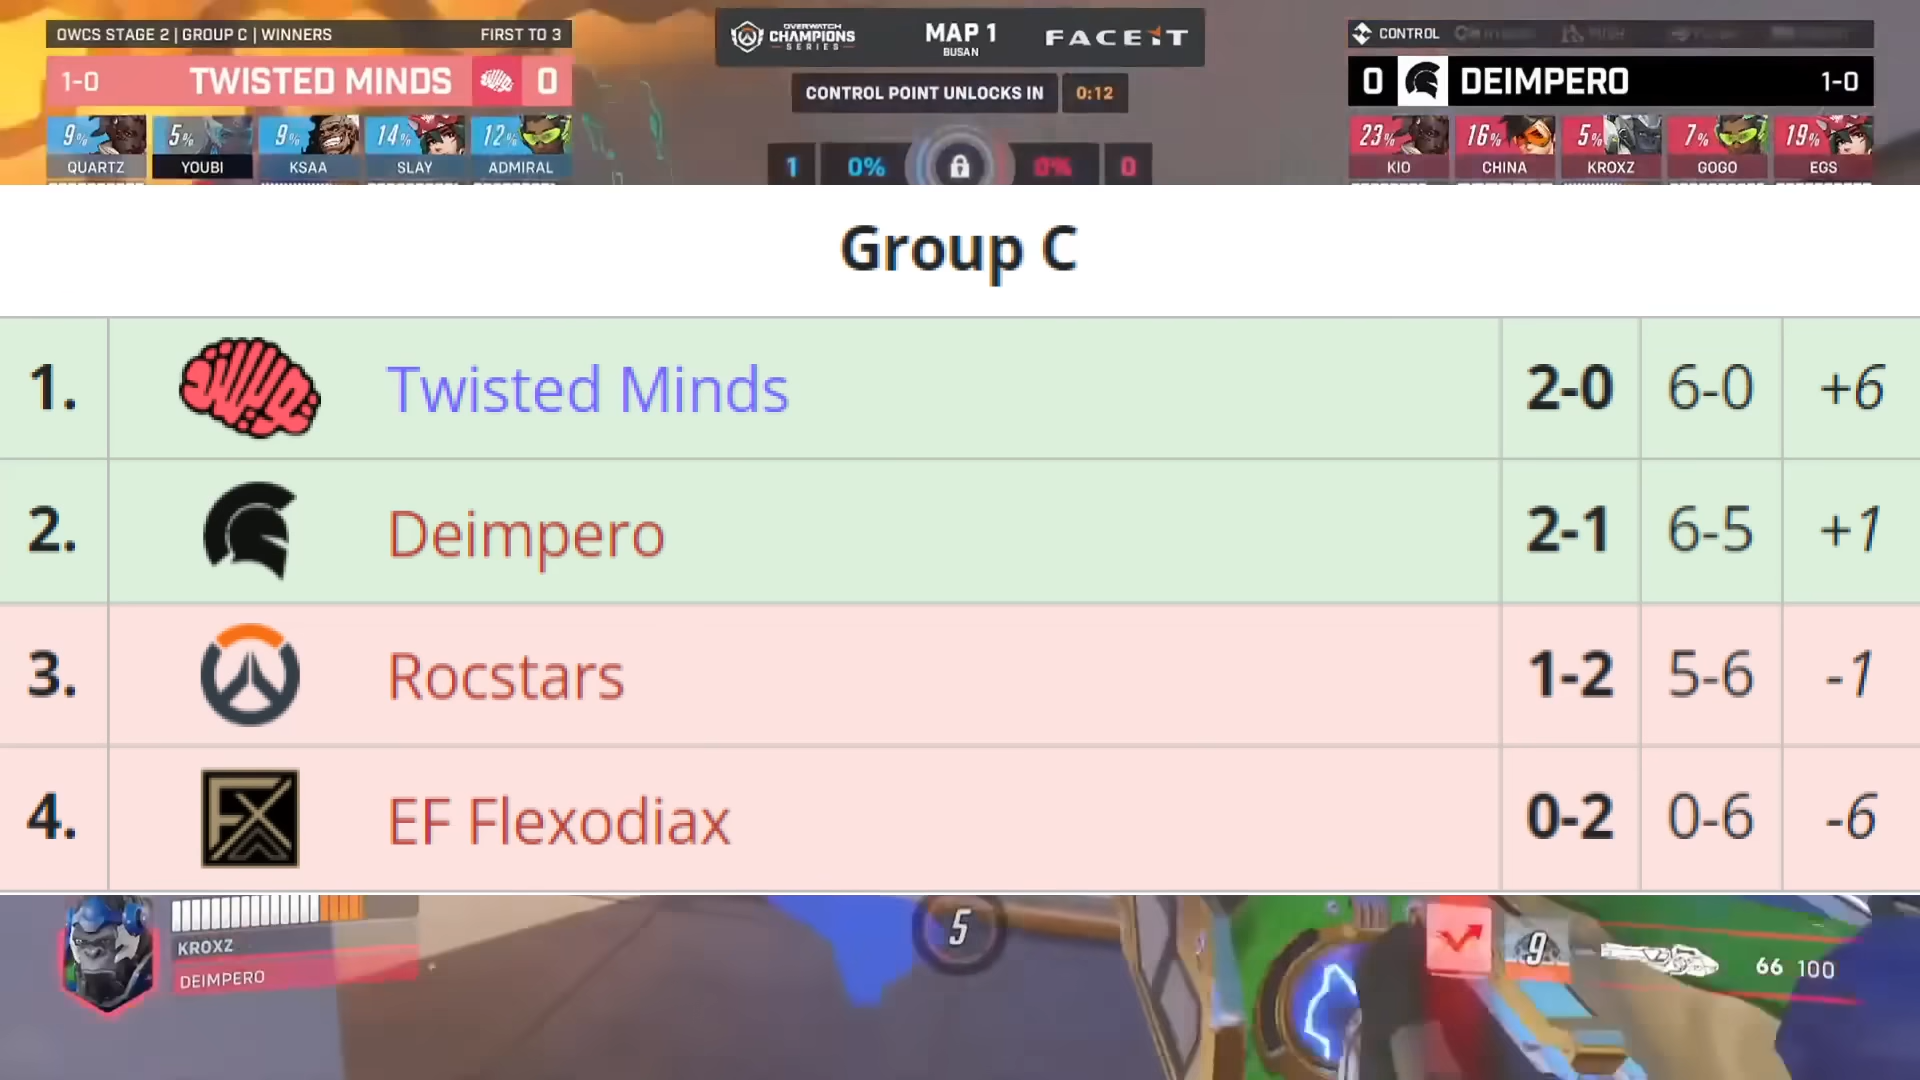 OWCS STAGE 2 | GROUP C | WINNERS FIRST TO 3
1-0 TWISTED MINDS 0
9% 5% 9% 14% 12%
QUARTZ YOUBI KSAA SLAY ADMIRAL
OVERWATCH CHAMPIONS SERIES
MAP 1
BUSAN
FACEIT
CONTROL POINT UNLOCKS IN 0:12
1 0% 0% 0
CONTROL
0 DEIMPERO 1-0
23% 16% 5% 7% 19%
KIO CHINA KROXZ GOGO EGS
Group C
1. Twisted Minds 2-0 6-0 +6
2. Deimpero 2-1 6-5 +1
3. Rocstars 1-2 5-6 -1
4. FX EF Flexodiax 0-2 0-6 -6
KROXZ
DEIMPERO
5
9
66 100